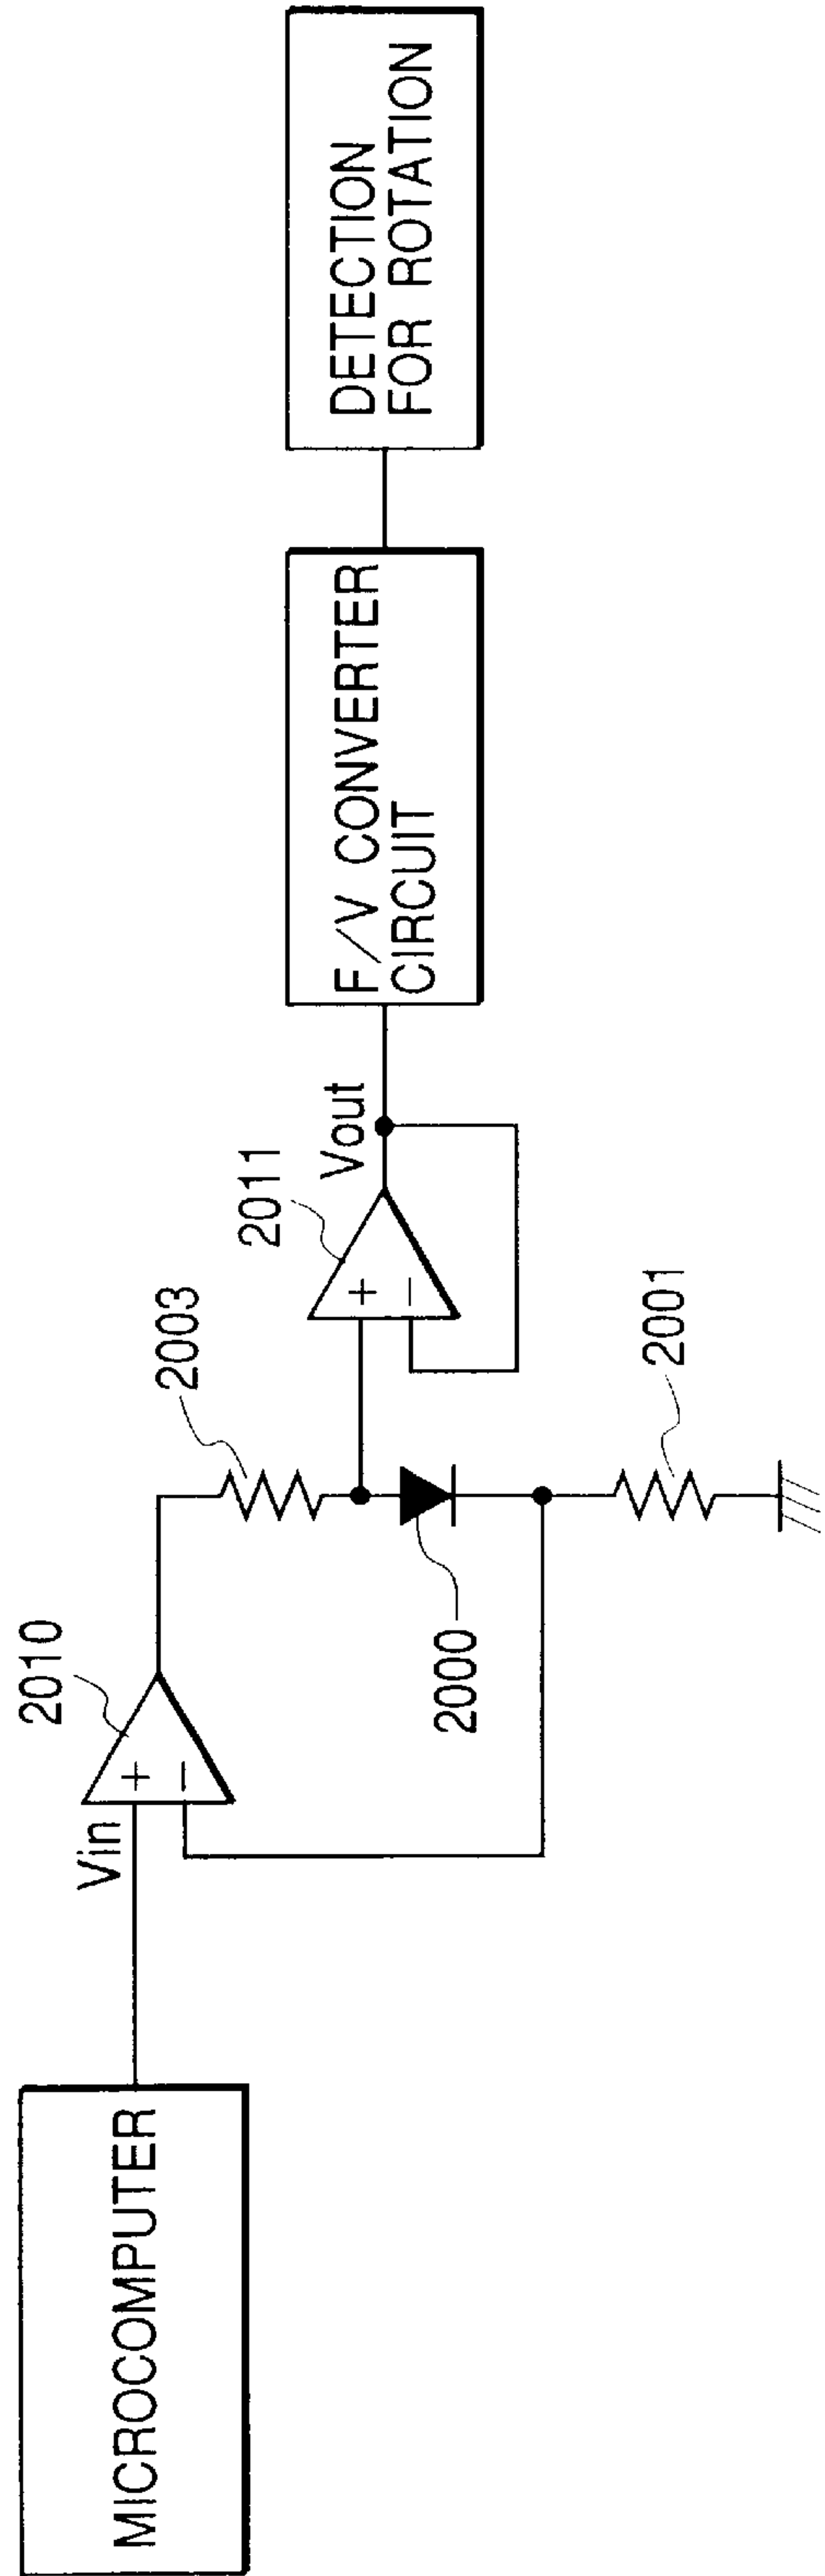 MICROCOMPUTER
Vin
+
−
2010
2003
2000
2001
+
−
2011
Vout
F/V CONVERTER
CIRCUIT
DETECTION
FOR ROTATION